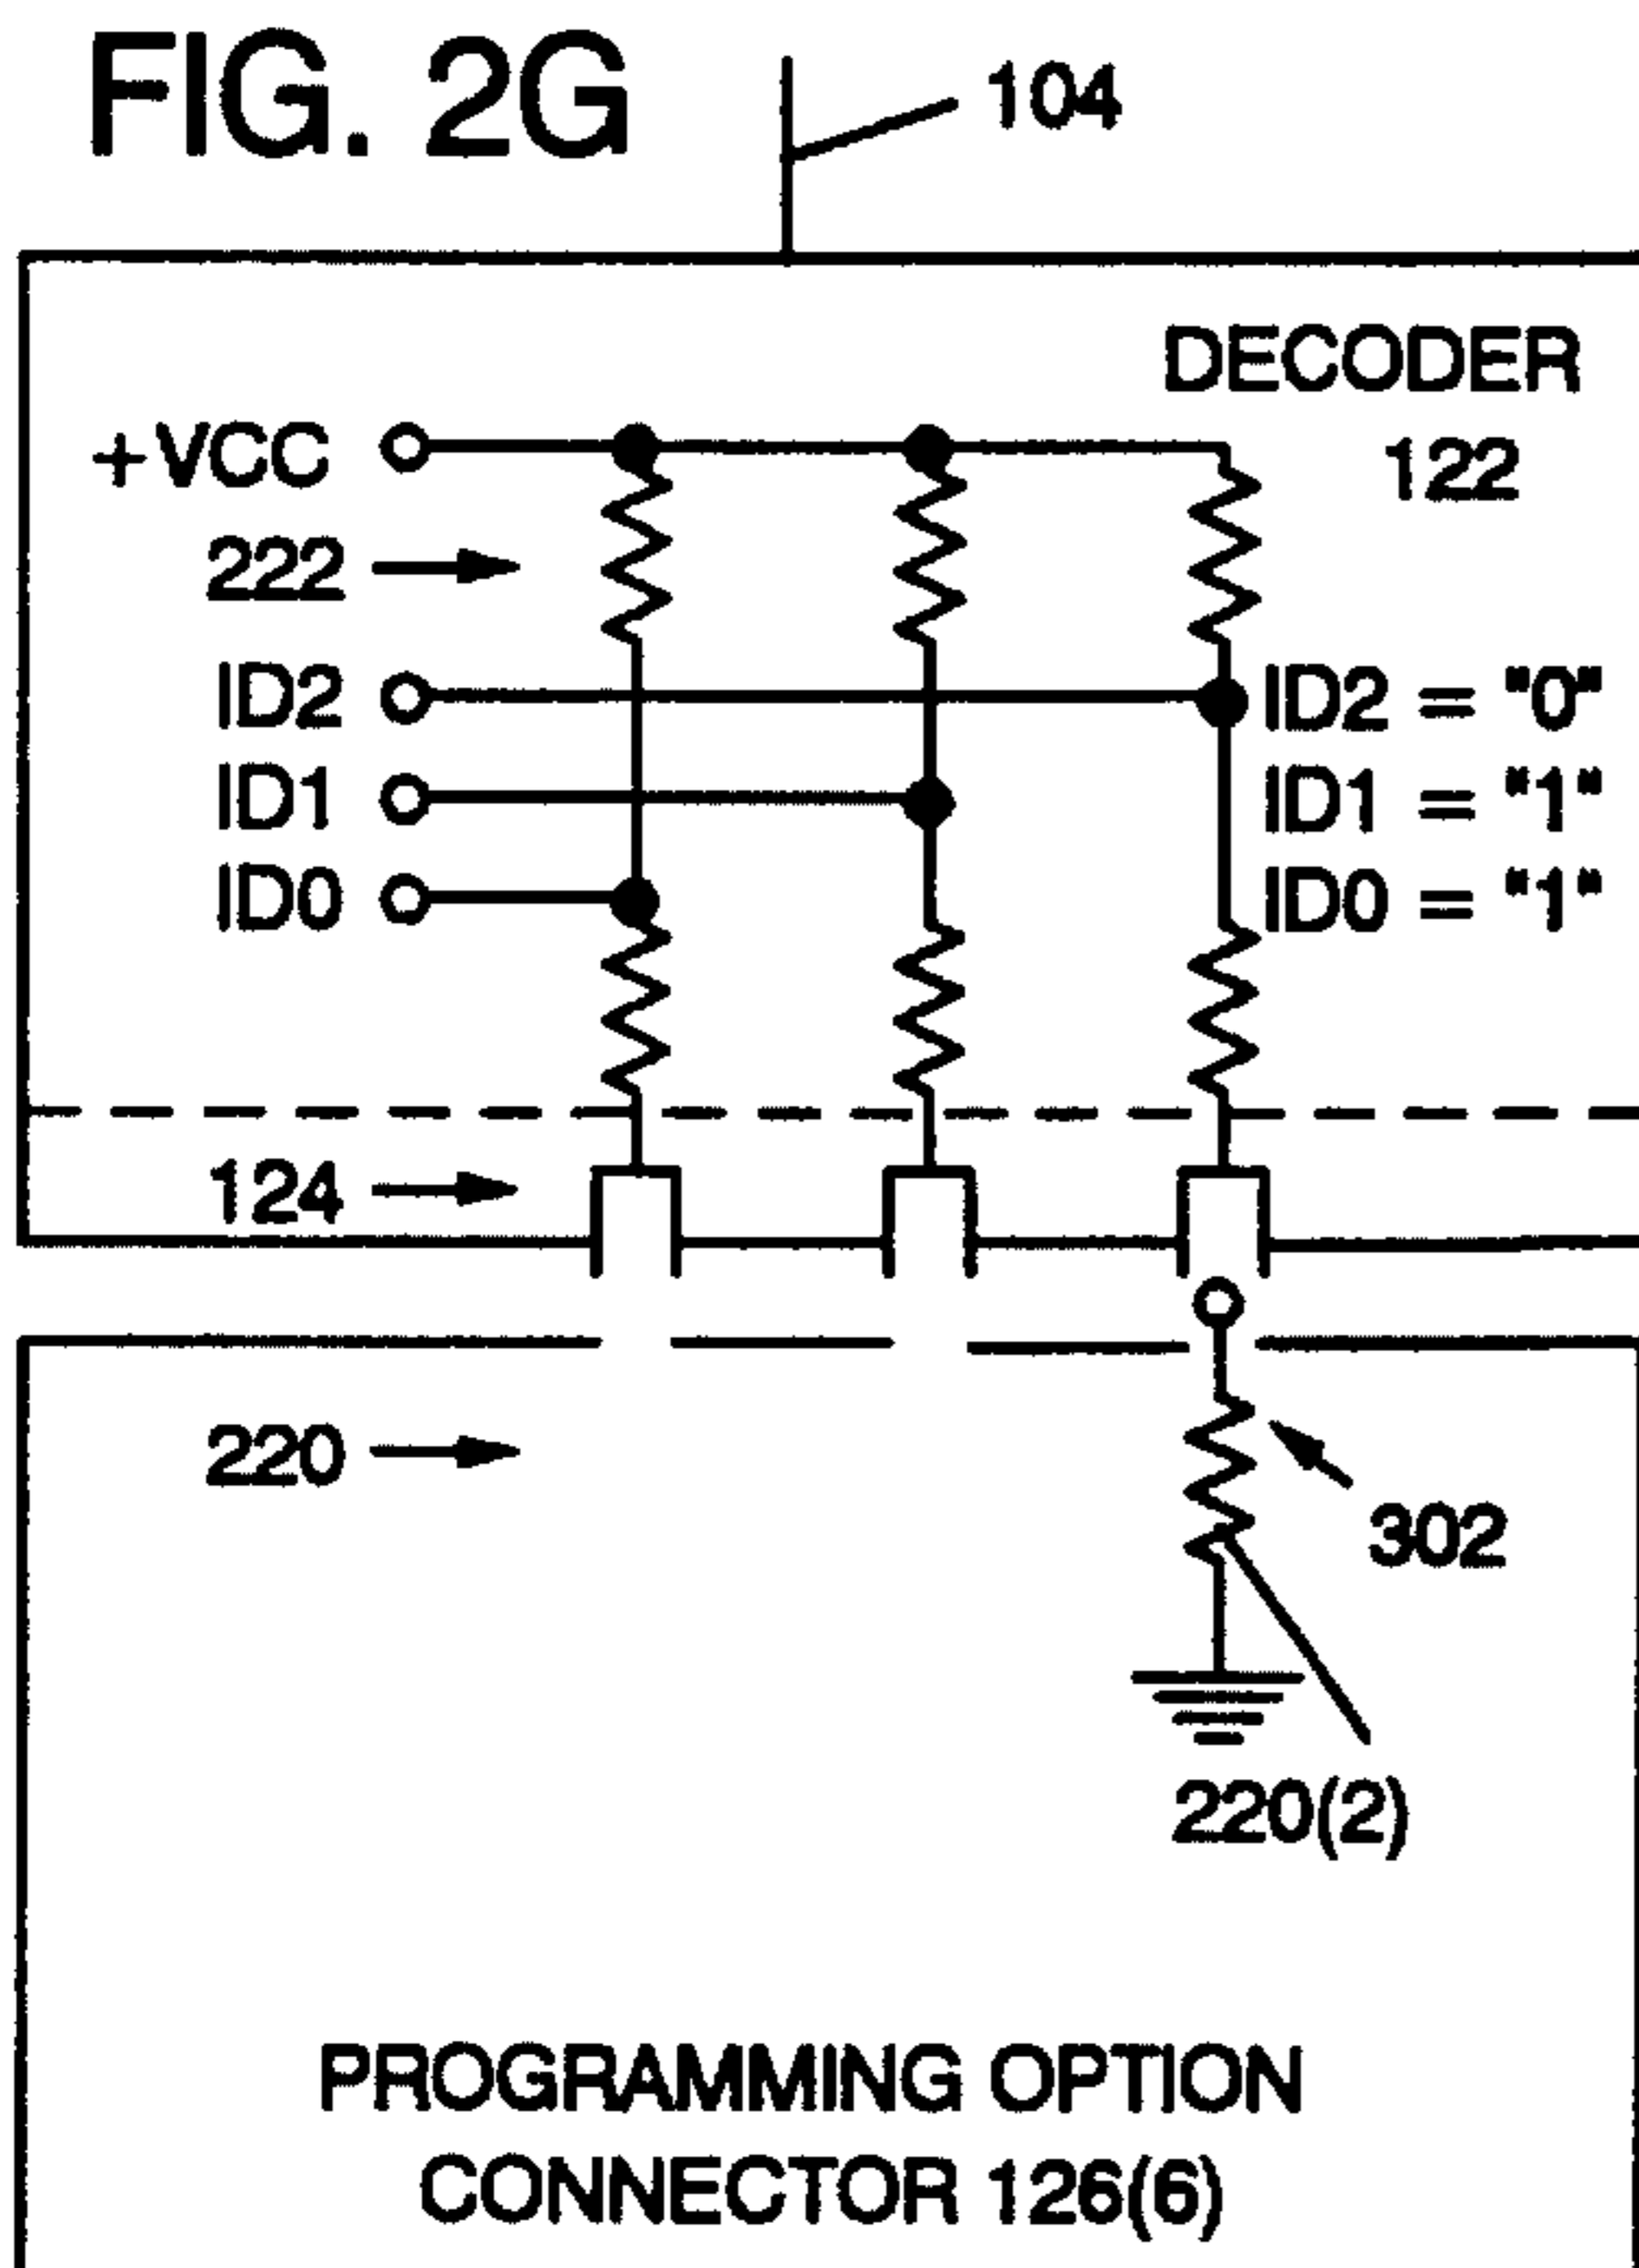 FIG. 2G
104
DECODER
122
+VCC
222
ID2
ID2 = "0"
ID1
ID1 = "1"
ID0
ID0 = "1"
124
220
302
220(2)
PROGRAMMING OPTION
CONNECTOR 126(6)